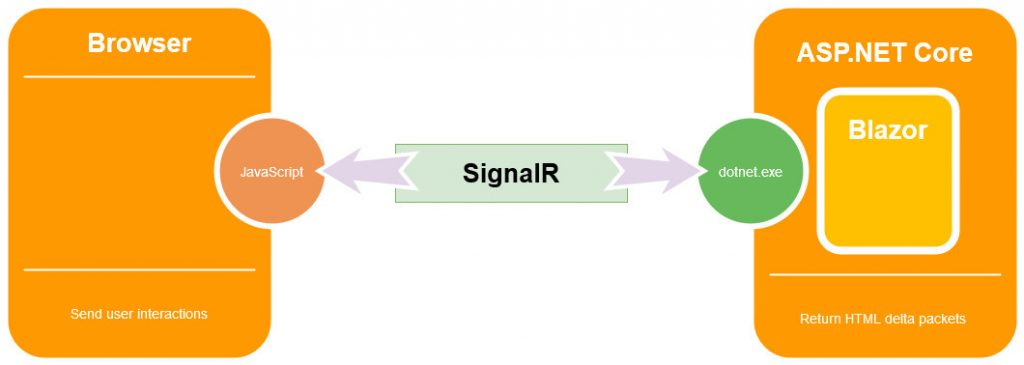 Browser
JavaScript
Send user interactions
SignalR
ASP.NET Core
Blazor
dotnet.exe
Return HTML delta packets